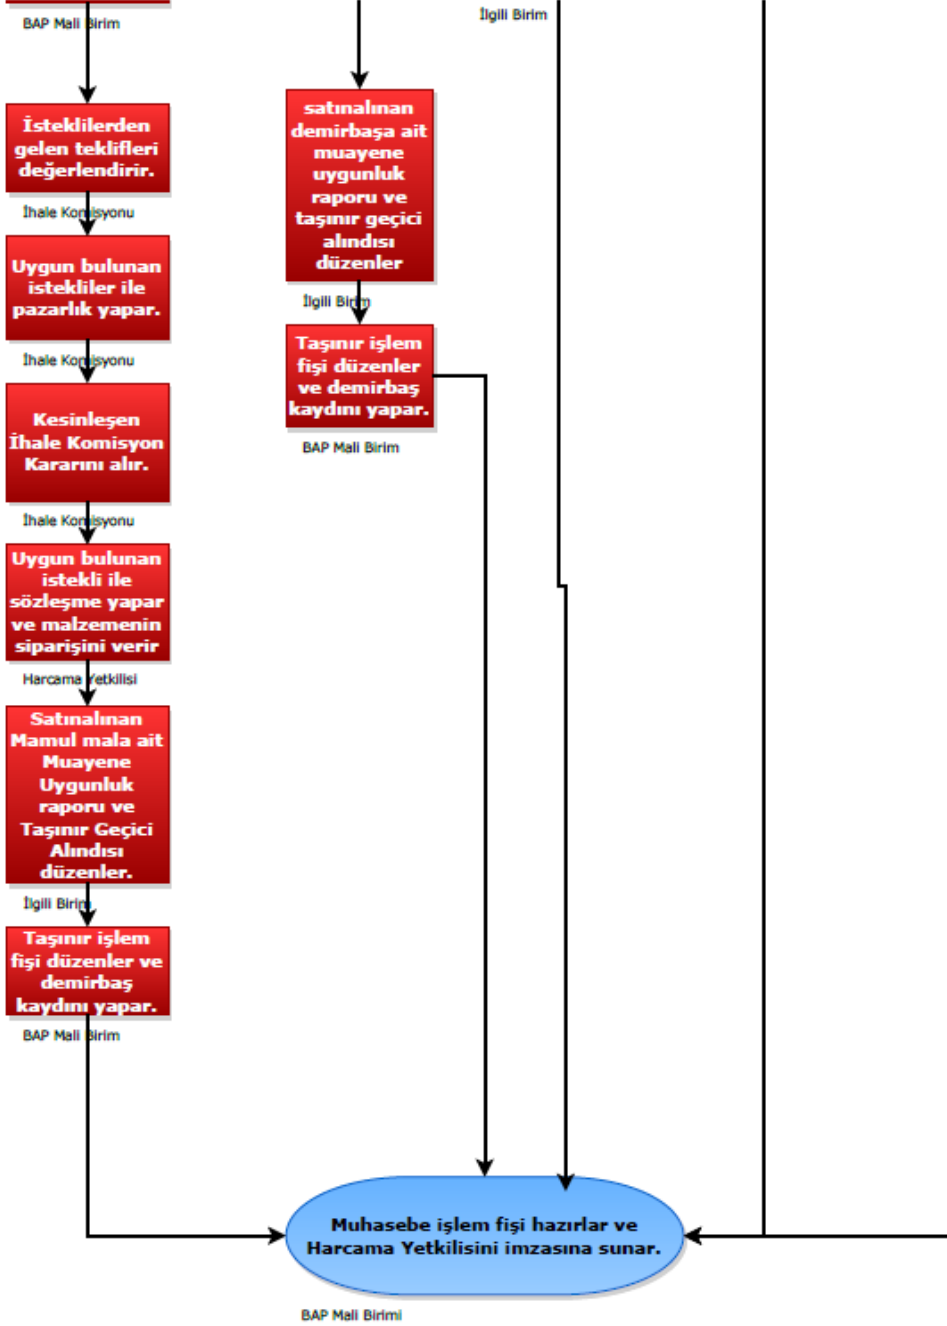 BAP Mali Birim
İsteklilerden
gelen teklifleri
değerlendirir.
İhale Komisyonu
Uygun bulunan
istekliler ile
pazarlık yapar.
İhale Komisyonu
Kesinleşen
İhale Komisyon
Kararını alır.
İhale Komisyonu
Uygun bulunan
istekli ile
sözleşme yapar
ve malzemenin
siparişini verir
Harcama Yetkilisi
Satınalınan
Mamul mala ait
Muayene
Uygunluk
raporu ve
Taşınır Geçici
Alındısı
düzenler.
İlgili Birim
Taşınır işlem
fişi düzenler ve
demirbaş
kaydını yapar.
BAP Mali Birim
satınalınan
demirbaşa ait
muayene
uygunluk
raporu ve
taşınır geçici
alındısı
düzenler
İlgili Birim
Taşınır işlem
fişi düzenler
ve demirbaş
kaydını yapar.
BAP Mali Birim
İlgili Birim
Muhasebe işlem fişi hazırlar ve
Harcama Yetkilisini imzasına sunar.
BAP Mali Birimi